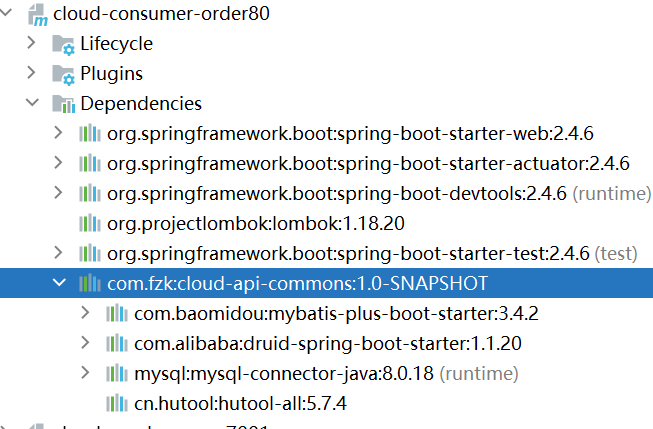 cloud-consumer-order80
Lifecycle
Plugins
Dependencies
org.springframework.boot:spring-boot-starter-web:2.4.6
org.springframework.boot:spring-boot-starter-actuator:2.4.6
org.springframework.boot:spring-boot-devtools:2.4.6 (runtime)
org.projectlombok:lombok:1.18.20
org.springframework.boot:spring-boot-starter-test:2.4.6 (test)
com.fzk:cloud-api-commons:1.0-SNAPSHOT
com.baomidou:mybatis-plus-boot-starter:3.4.2
com.alibaba:druid-spring-boot-starter:1.1.20
mysql:mysql-connector-java:8.0.18 (runtime)
cn.hutool:hutool-all:5.7.4